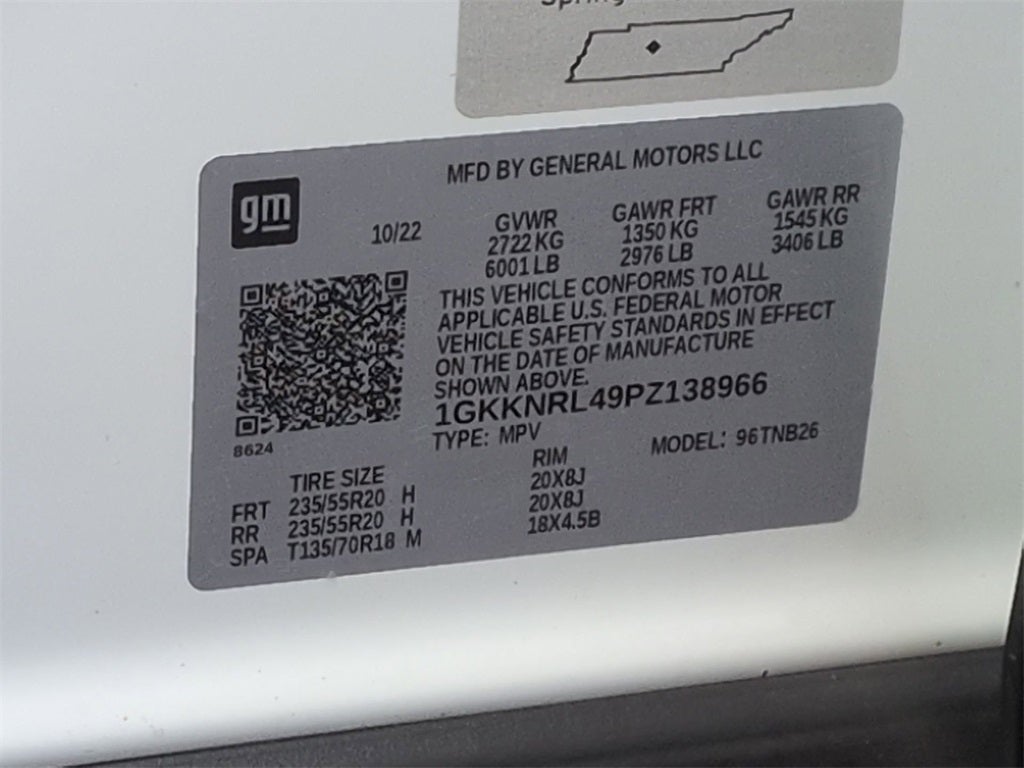 MFD BY GENERAL MOTORS LLC
gm
10/22
GVWR
2722 KG
6001 LB
GAWR FRT
1350 KG
2976 LB
GAWR RR
1545 KG
3406 LB
THIS VEHICLE CONFORMS TO ALL
APPLICABLE U.S. FEDERAL MOTOR
VEHICLE SAFETY STANDARDS IN EFFECT
ON THE DATE OF MANUFACTURE
SHOWN ABOVE.
1GKKNRL49PZ138966
TYPE: MPV
MODEL: 96TNB26
8624
TIRE SIZE
RIM
FRT 235/55R20 H 20X8J
RR 235/55R20 H 20X8J
SPA T135/70R18 M 18X4.5B